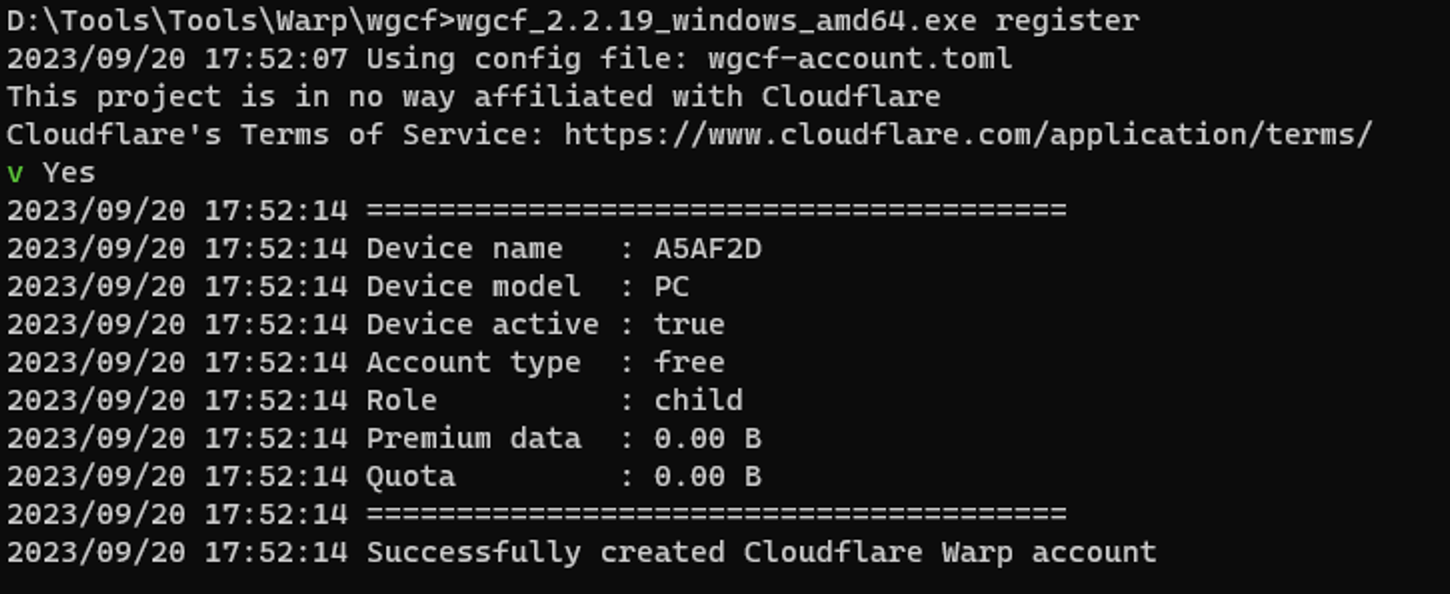 D:\Tools\Tools\Warp\wgcf>wgcf_2.2.19_windows_amd64.exe register
2023/09/20 17:52:07 Using config file: wgcf-account.toml
This project is in no way affiliated with Cloudflare
Cloudflare's Terms of Service: https://www.cloudflare.com/application/terms/
v Yes
2023/09/20 17:52:14 =======================================
2023/09/20 17:52:14 Device name   : A5AF2D
2023/09/20 17:52:14 Device model  : PC
2023/09/20 17:52:14 Device active : true
2023/09/20 17:52:14 Account type  : free
2023/09/20 17:52:14 Role          : child
2023/09/20 17:52:14 Premium data  : 0.00 B
2023/09/20 17:52:14 Quota         : 0.00 B
2023/09/20 17:52:14 =======================================
2023/09/20 17:52:14 Successfully created Cloudflare Warp account